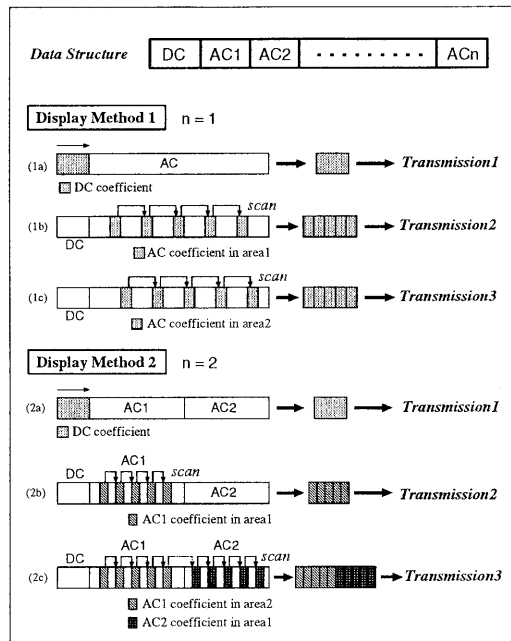 Data Structure DC AC1 AC2 ......... ACn
Display Method 1 n = 1
(1a) AC Transmission1
DC coefficient
scan
(1b) Transmission2
DC AC coefficient in area1
scan
(1c) Transmission3
DC AC coefficient in area2
Display Method 2 n = 2
(2a) AC1 AC2 Transmission1
DC coefficient
DC AC1 scan
(2b) AC2 Transmission2
AC1 coefficient in area1
DC AC1 AC2 scan
(2c) Transmission3
AC1 coefficient in area2
AC2 coefficient in area1